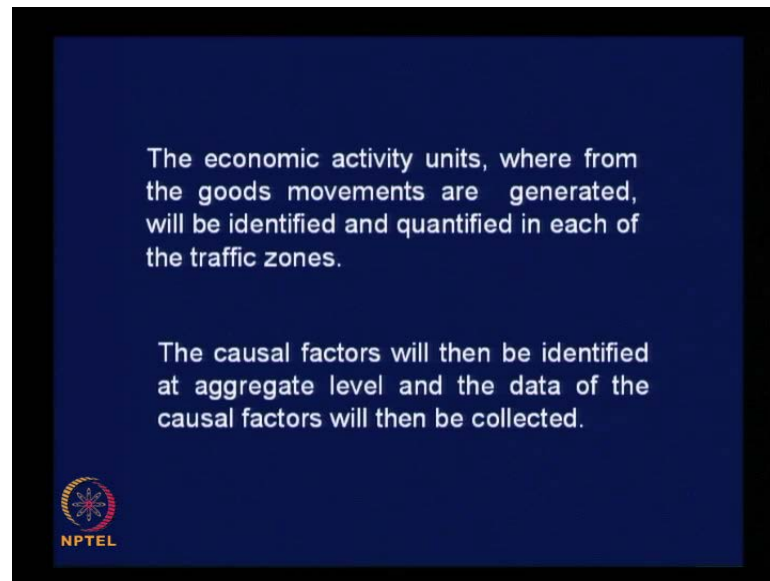 The economic activity units, where from
the goods movements are generated,
will be identified and quantified in each of
the traffic zones.
The causal factors will then be identified
at aggregate level and the data of the
causal factors will then be collected.
NPTEL